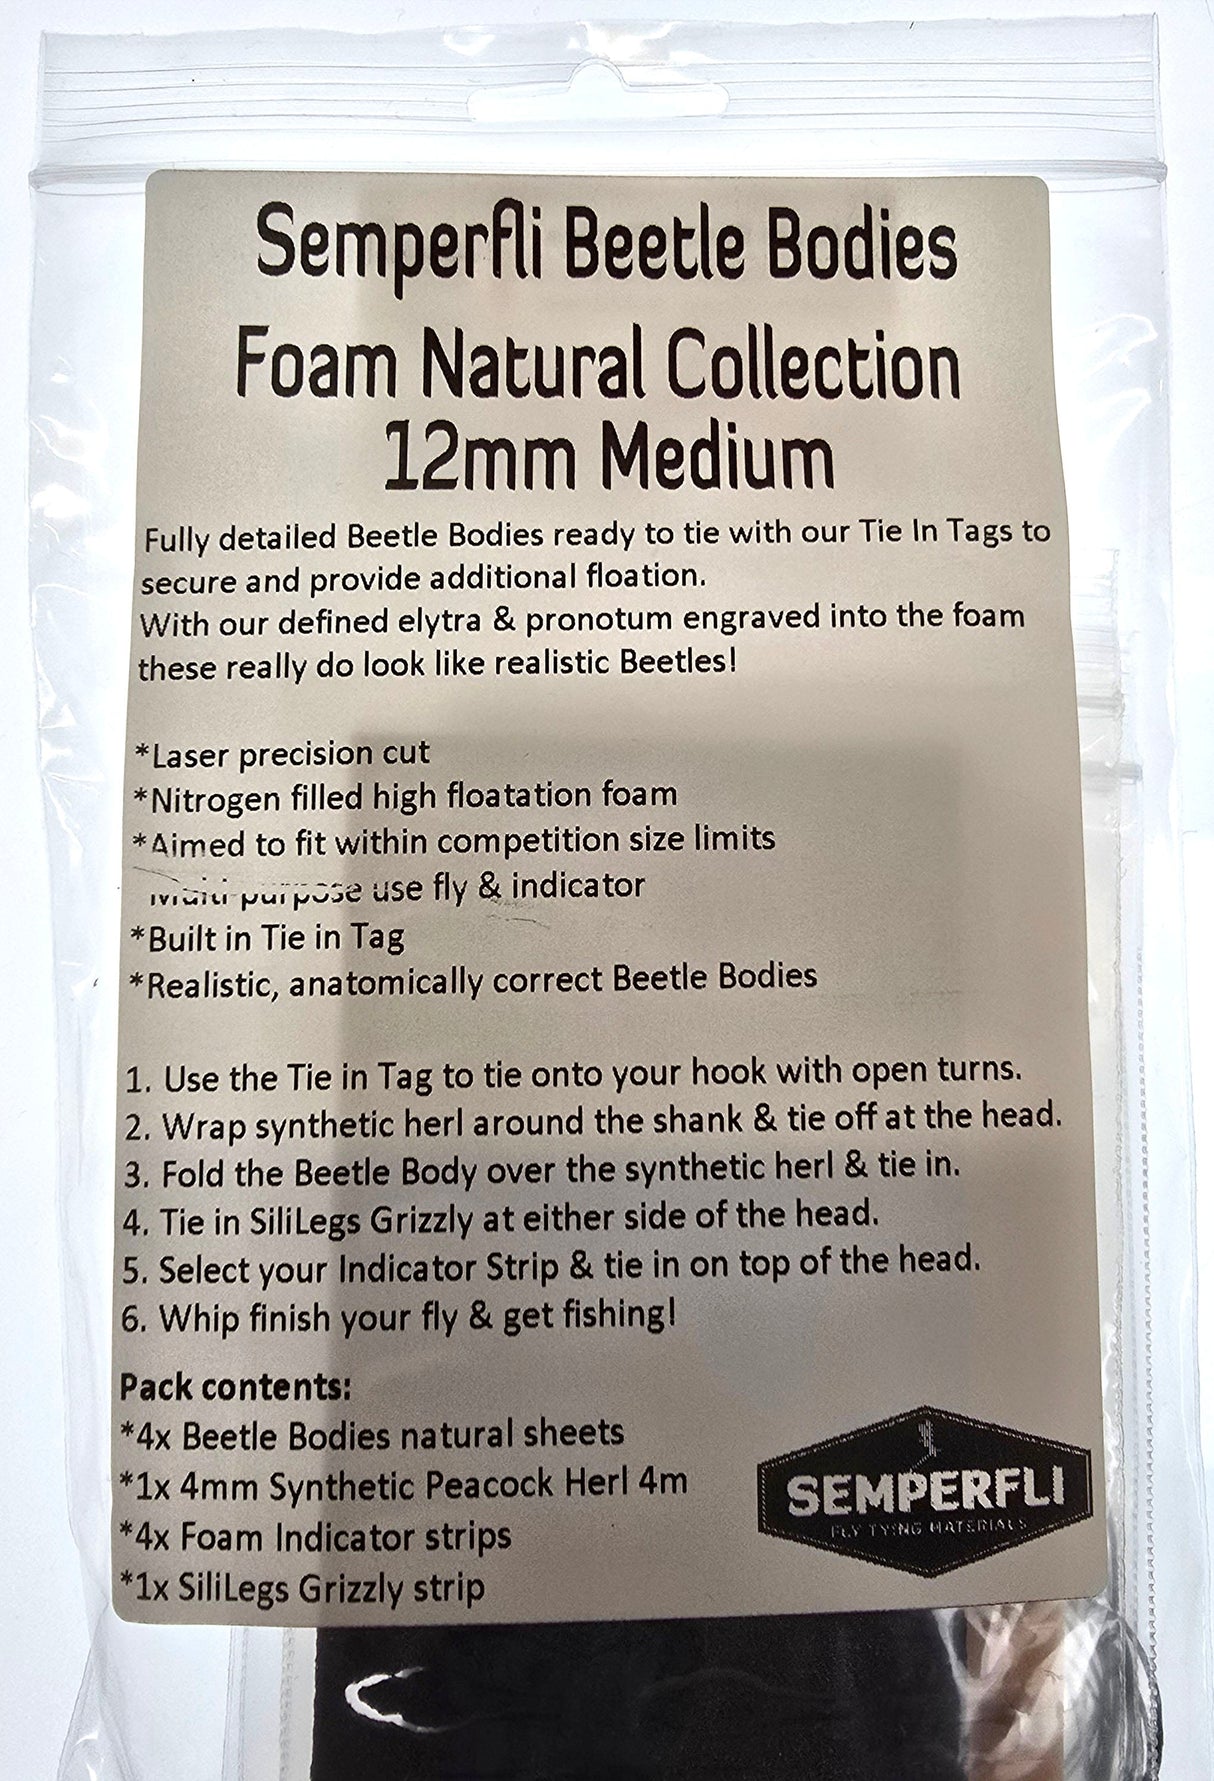 Semperfli Beetle Bodies
Foam Natural Collection
12mm Medium
Fully detailed Beetle Bodies ready to tie with our Tie In Tags to
secure and provide additional floation.
With our defined elytra & pronotum engraved into the foam
these really do look like realistic Beetles!
*Laser precision cut
*Nitrogen filled high floatation foam
*Aimed to fit within competition size limits
Multi purpose use fly & indicator
*Built in Tie in Tag
*Realistic, anatomically correct Beetle Bodies
1. Use the Tie in Tag to tie onto your hook with open turns.
2. Wrap synthetic herl around the shank & tie off at the head.
3. Fold the Beetle Body over the synthetic herl & tie in.
4. Tie in SiliLegs Grizzly at either side of the head.
5. Select your Indicator Strip & tie in on top of the head.
6. Whip finish your fly & get fishing!
Pack contents:
*4x Beetle Bodies natural sheets
*1x 4mm Synthetic Peacock Herl 4m
*4x Foam Indicator strips
*1x SiliLegs Grizzly strip
SEMPERFLI
FLY TYING MATERIALS